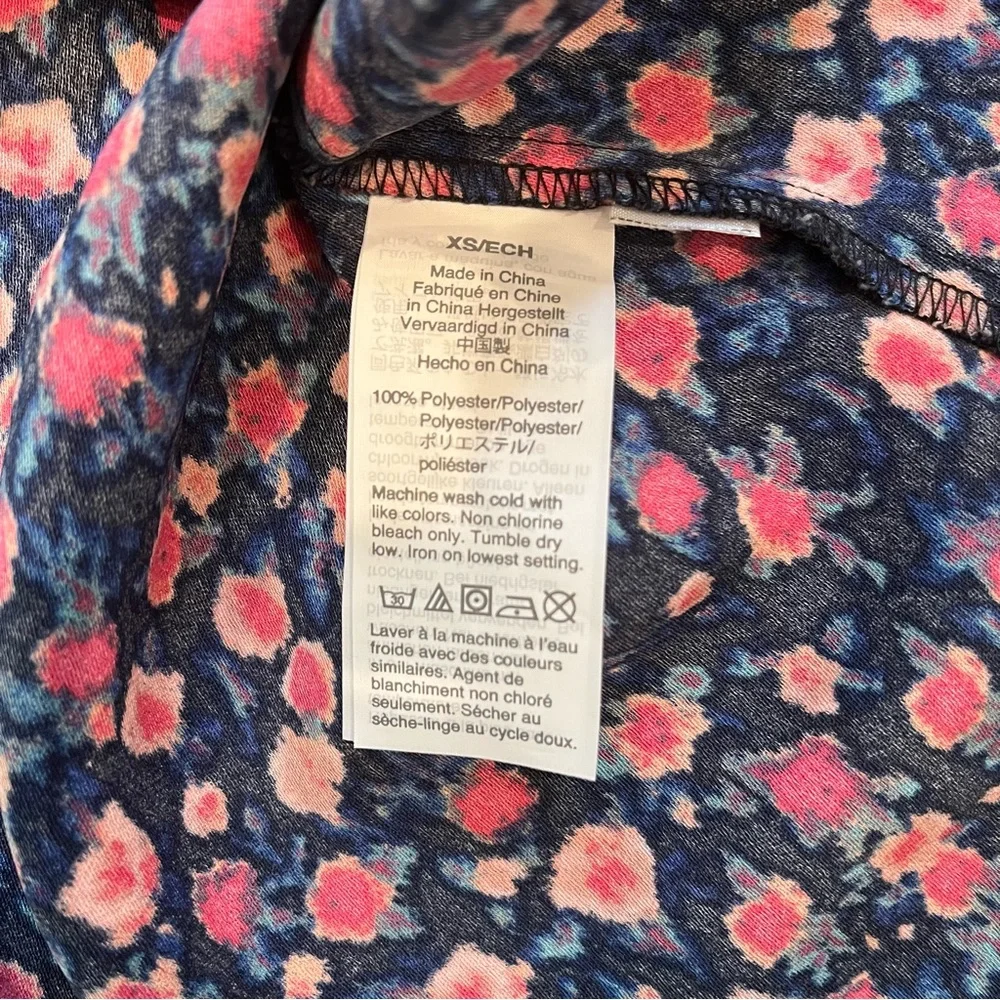 XS/ECH
Made in China
Fabriqué en Chine
in China Hergestellt
Vervaardigd in China
中国製
Hecho en China
100% Polyester/Polyester/
Polyester/Polyester/
ポリエステル/
poliéster
Machine wash cold with
like colors. Non chlorine
bleach only. Tumble dry
low. Iron on lowest setting.
30
Laver à la machine à l'eau
froide avec des couleurs
similaires. Agent de
blanchiment non chloré
seulement. Sécher au
sèche-linge au cycle doux.